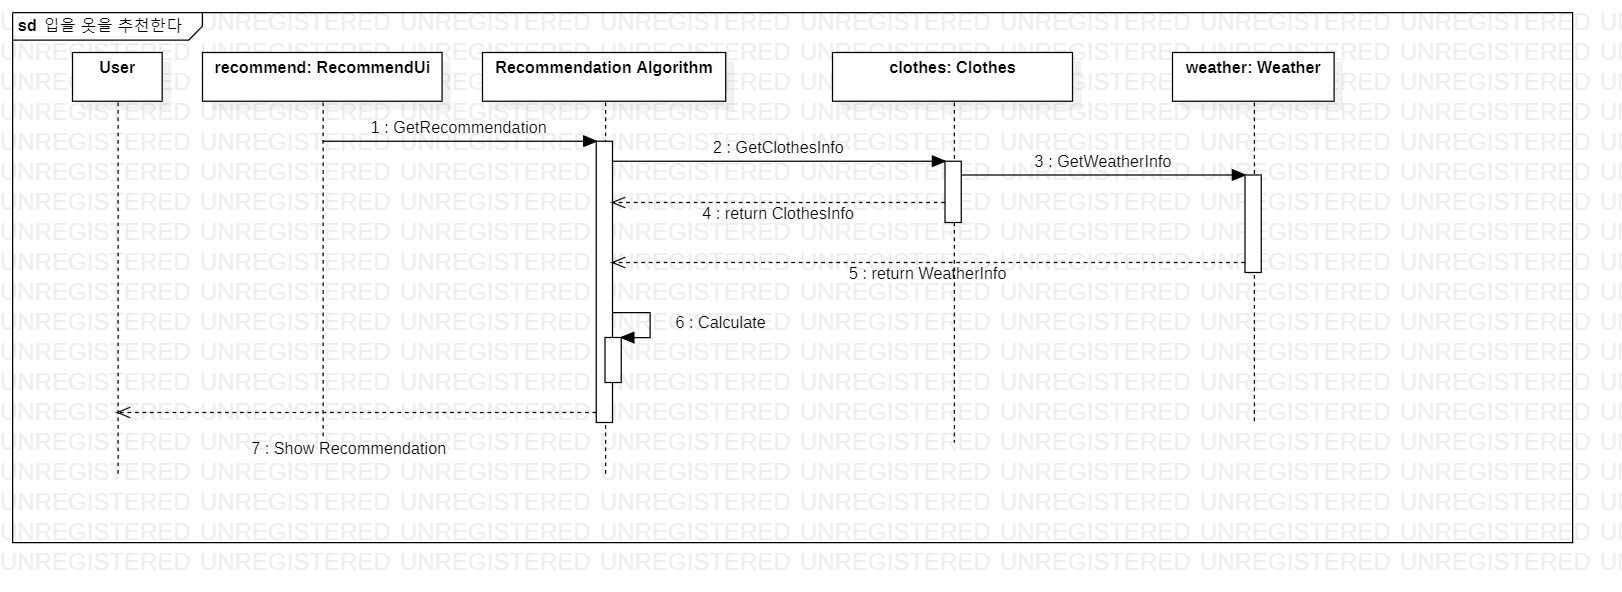 sd 입을 옷을 추천한다
User
recommend: RecommendUi
Recommendation Algorithm
clothes: Clothes
weather: Weather
1 : GetRecommendation
2 : GetClothesInfo
3 : GetWeatherInfo
4 : return ClothesInfo
5 : return WeatherInfo
6 : Calculate
7 : Show Recommendation
UNREGISTERED